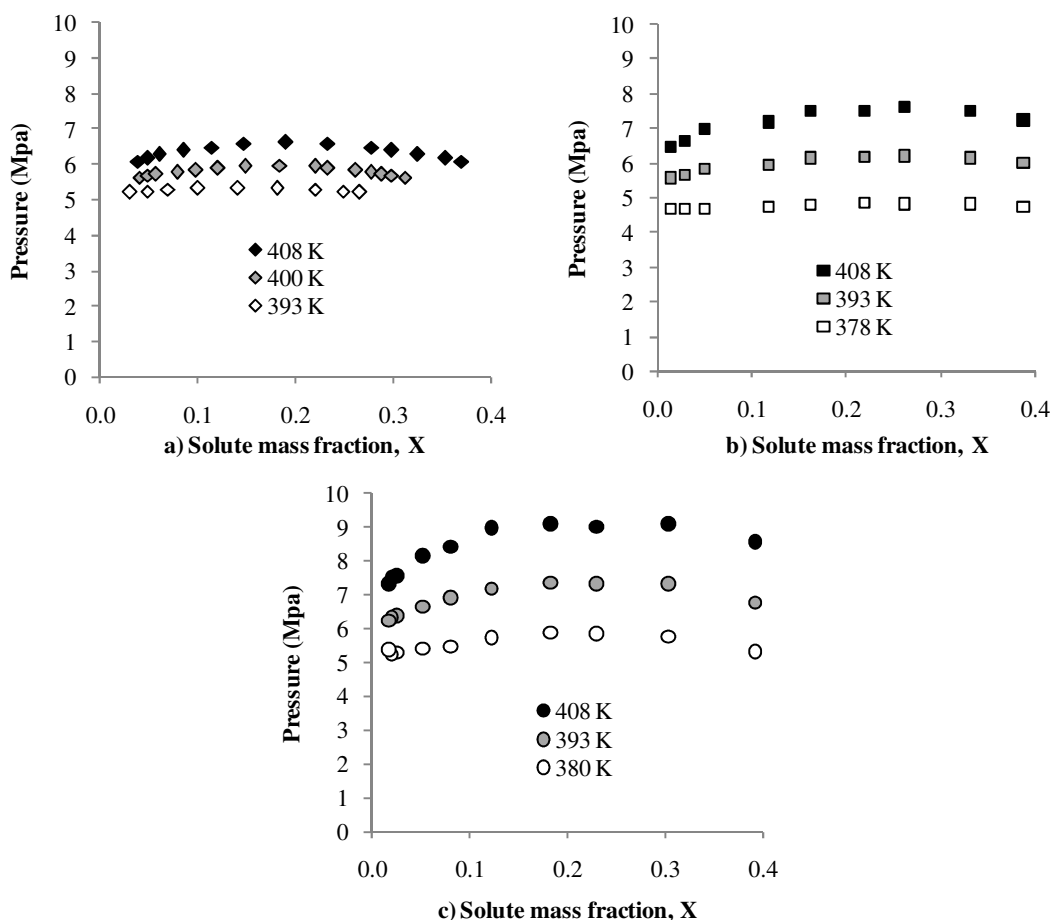 10
9
8
7
6
5
4
3
2
1
0
Pressure (Mpa)
408 K
400 K
393 K
0.0 0.1 0.2 0.3 0.4
a) Solute mass fraction, X
10
9
8
7
6
5
4
3
2
1
0
Pressure (Mpa)
408 K
393 K
378 K
0.0 0.1 0.2 0.3 0.4
b) Solute mass fraction, X
10
9
8
7
6
5
4
3
2
1
0
Pressure (Mpa)
408 K
393 K
380 K
0.0 0.1 0.2 0.3 0.4
c) Solute mass fraction, X